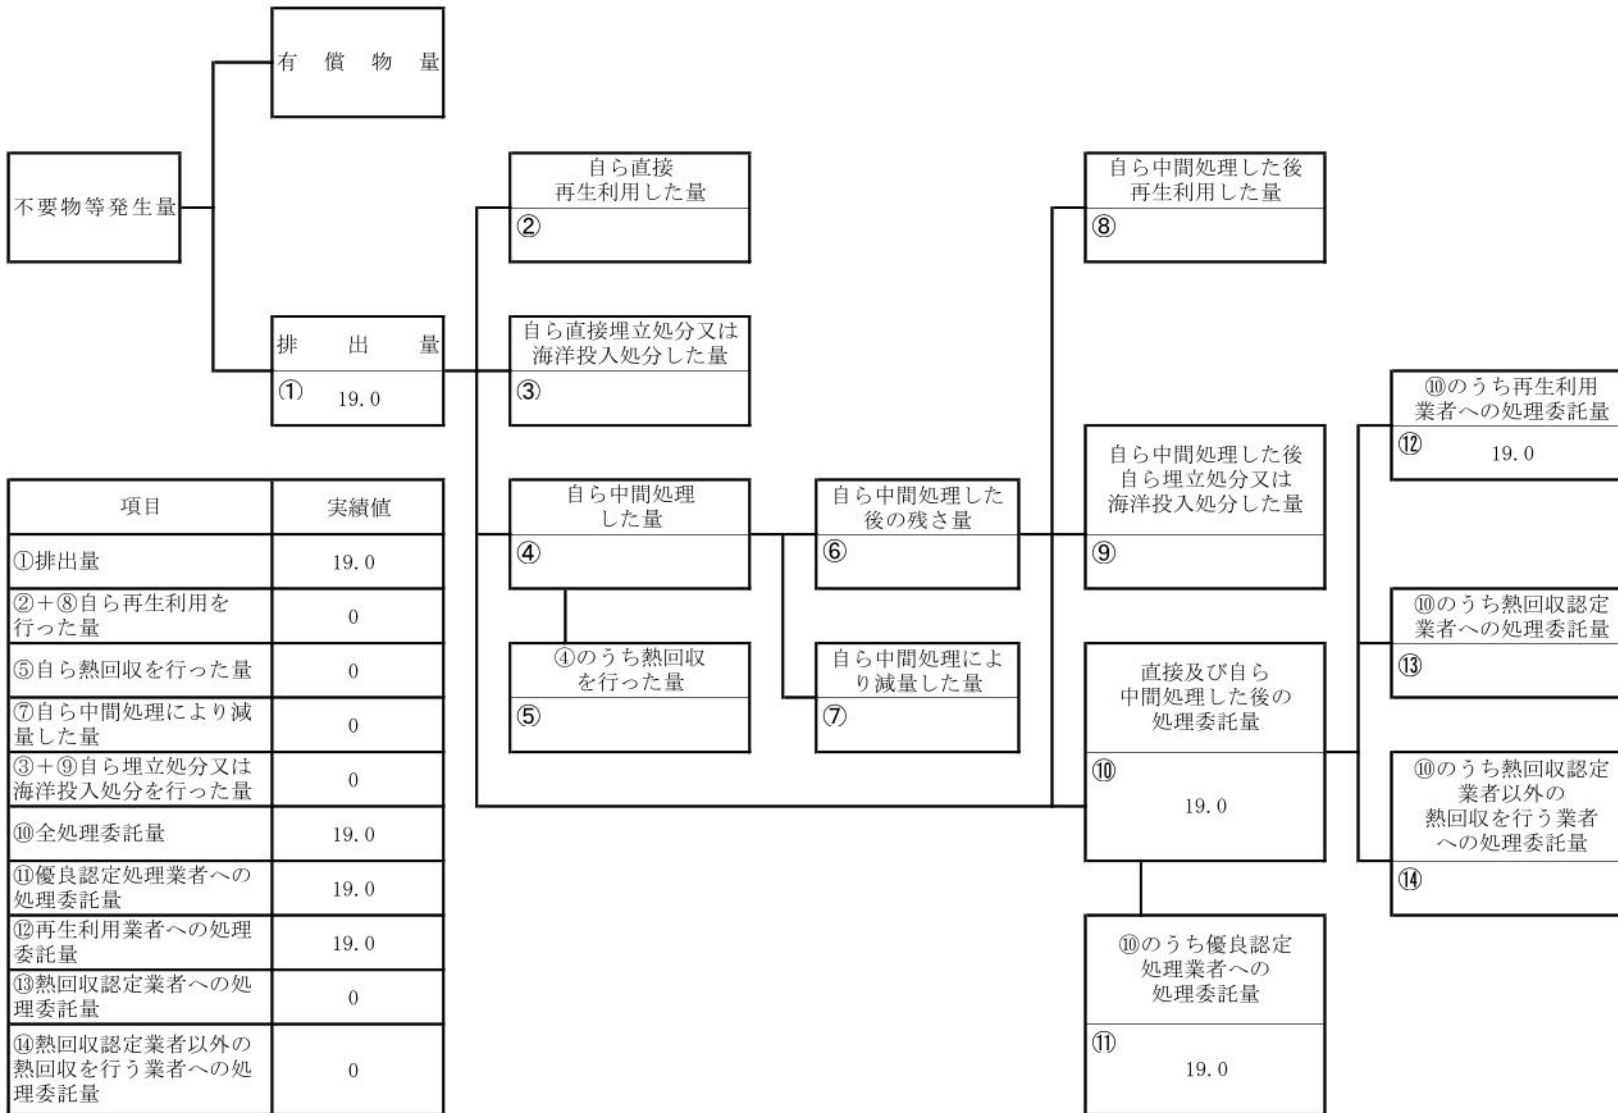 有償物量
不要物等発生量
排出量
①
19.0
自ら直接
再生利用した量
②
自ら直接埋立処分又は
海洋投入処分した量
③
自ら中間処理
した量
④
④のうち熱回収
を行った量
⑤
自ら中間処理した
後の残さ量
⑥
自ら中間処理によ
り減量した量
⑦
自ら中間処理した後
再生利用した量
⑧
自ら中間処理した後
自ら埋立処分又は
海洋投入処分した量
⑨
直接及び自ら
中間処理した後の
処理委託量
⑩
19.0
⑩のうち優良認定
処理業者への
処理委託量
⑪
19.0
⑩のうち再生利用
業者への処理委託量
⑫
19.0
⑩のうち熱回収認定
業者への処理委託量
⑬
⑩のうち熱回収認定
業者以外の
熱回収を行う業者
への処理委託量
⑭
項目 実績値
①排出量 19.0
②+⑧自ら再生利用を
行った量 0
⑤自ら熱回収を行った量 0
⑦自ら中間処理により減
量した量 0
③+⑨自ら埋立処分又は
海洋投入処分を行った量 0
⑩全処理委託量 19.0
⑪優良認定処理業者への
処理委託量 19.0
⑫再生利用業者への処理
委託量 19.0
⑬熱回収認定業者への処
理委託量 0
⑭熱回収認定業者以外の
熱回収を行う業者への処
理委託量 0